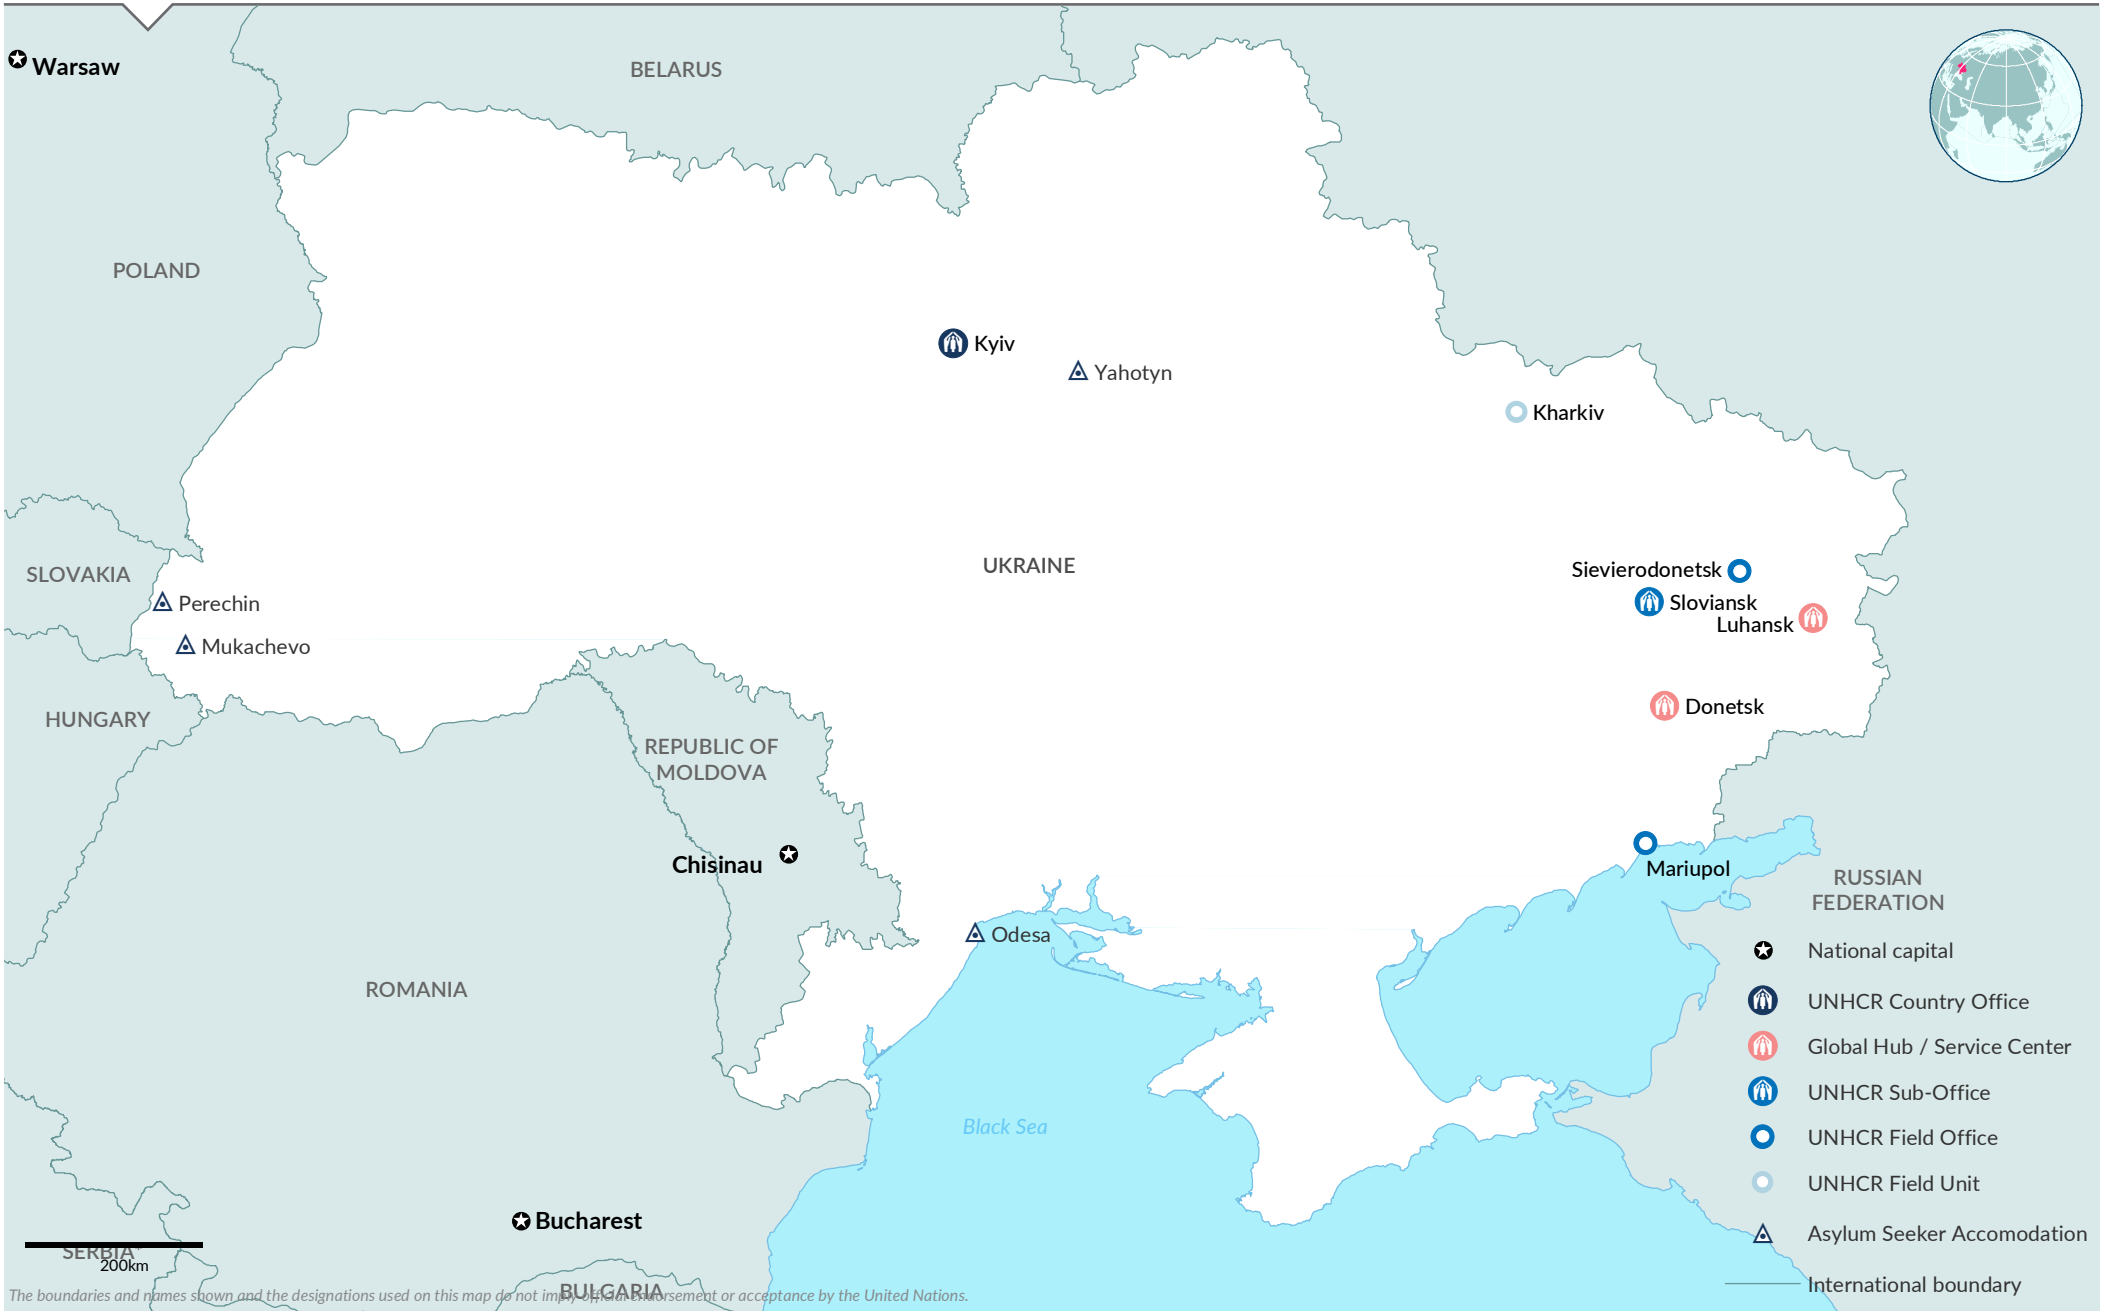 Warsaw
BELARUS
POLAND
Kyiv
Yahotyn
Kharkiv
UKRAINE
Sievierodonetsk
SLOVAKIA
Sloviansk
Perechin
Luhansk
Mukachevo
Donetsk
HUNGARY
REPUBLIC OF
MOLDOVA
Chisinau
Mariupol
RUSSIAN
FEDERATION
Odesa
ROMANIA
Black Sea
National capital
UNHCR Country Office
Global Hub / Service Center
UNHCR Sub-Office
UNHCR Field Office
UNHCR Field Unit
Asylum Seeker Accomodation
International boundary
Bucharest
SERBIA*
200km
BULGARIA
The boundaries and names shown and the designations used on this map do not imply official endorsement or acceptance by the United Nations.